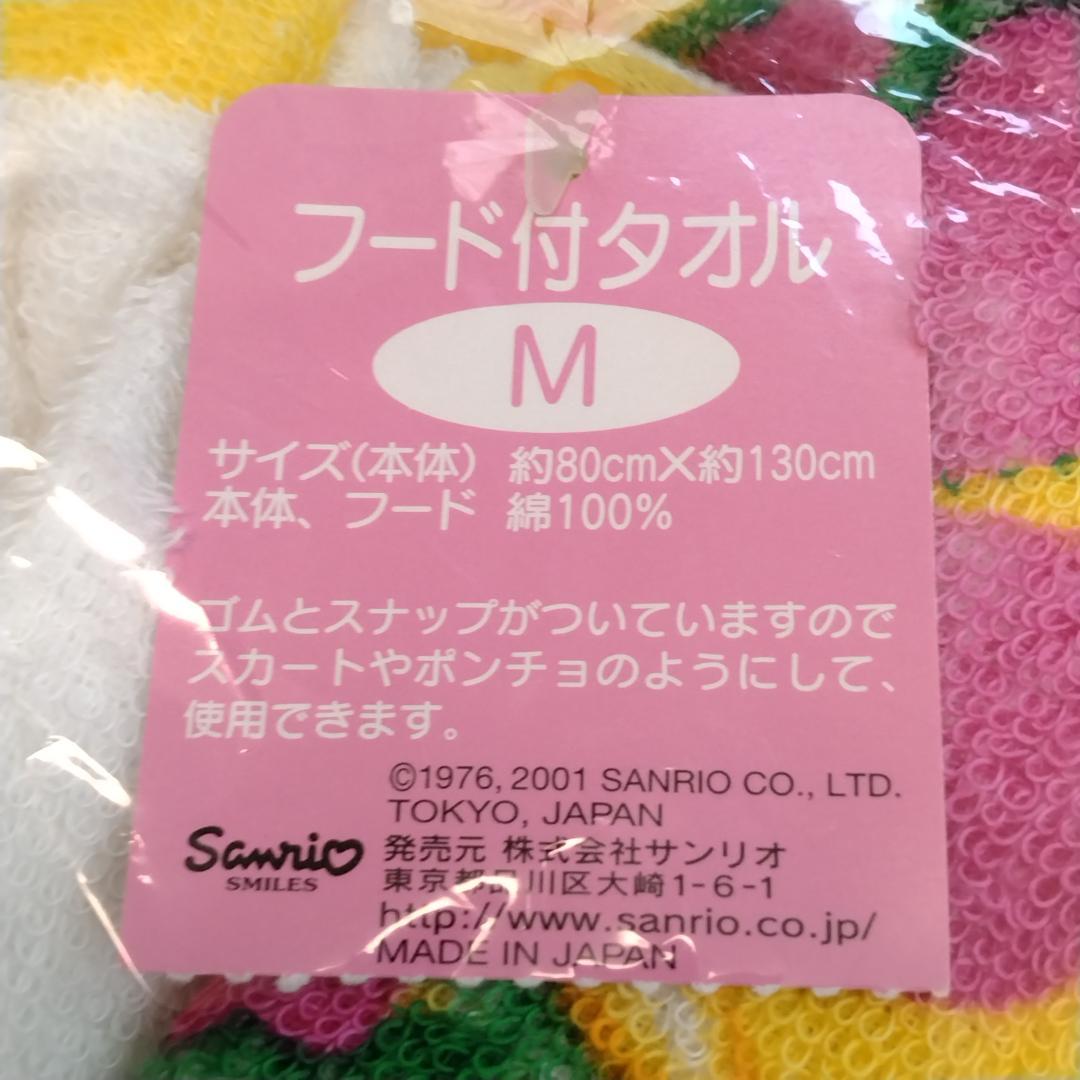 フード付タオル
M
サイズ(本体) 約80cm×約130cm
本体、フード 綿100%
ゴムとスナップがついていますので
スカートやポンチョのようにして、
使用できます。
©1976, 2001 SANRIO CO., LTD.
TOKYO, JAPAN
Sanrio
SMILES
発売元 株式会社サンリオ
東京都品川区大崎1-6-1
http://www.sanrio.co.jp/
MADE IN JAPAN